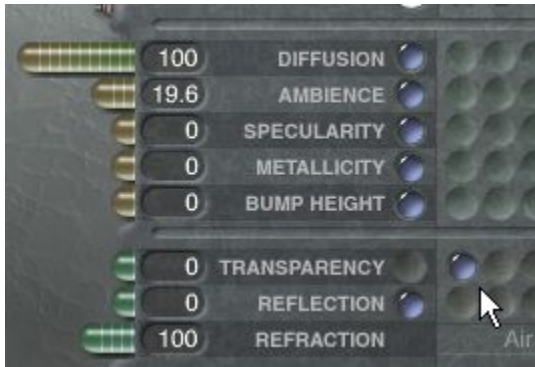 100 DIFFUSION
19.6 AMBIENCE
0 SPECULARITY
0 METALLICITY
0 BUMP HEIGHT
0 TRANSPARENCY
0 REFLECTION
100 REFRACTION Air